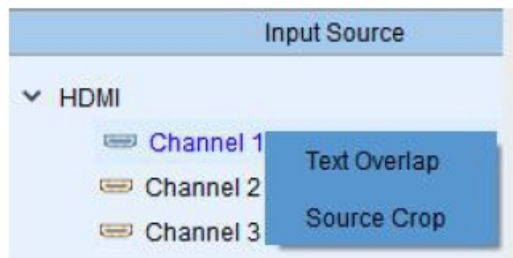 Input Source
HDMI
Channel 1
Text Overlap
Channel 2
Source Crop
Channel 3